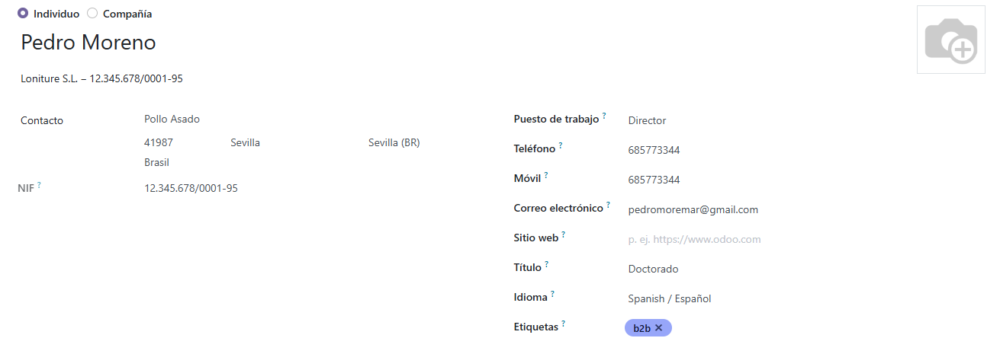 Individuo Compañía
Pedro Moreno
Loniture S.L. – 12.345.678/0001-95
Contacto
Pollo Asado
41987 Sevilla Sevilla (BR)
Brasil
NIF ?
12.345.678/0001-95
Puesto de trabajo ? Director
Teléfono ? 685773344
Móvil ? 685773344
Correo electrónico ? pedromoremar@gmail.com
Sitio web ? p. ej. https://www.odoo.com
Título ? Doctorado
Idioma ? Spanish / Español
Etiquetas ? b2b ×